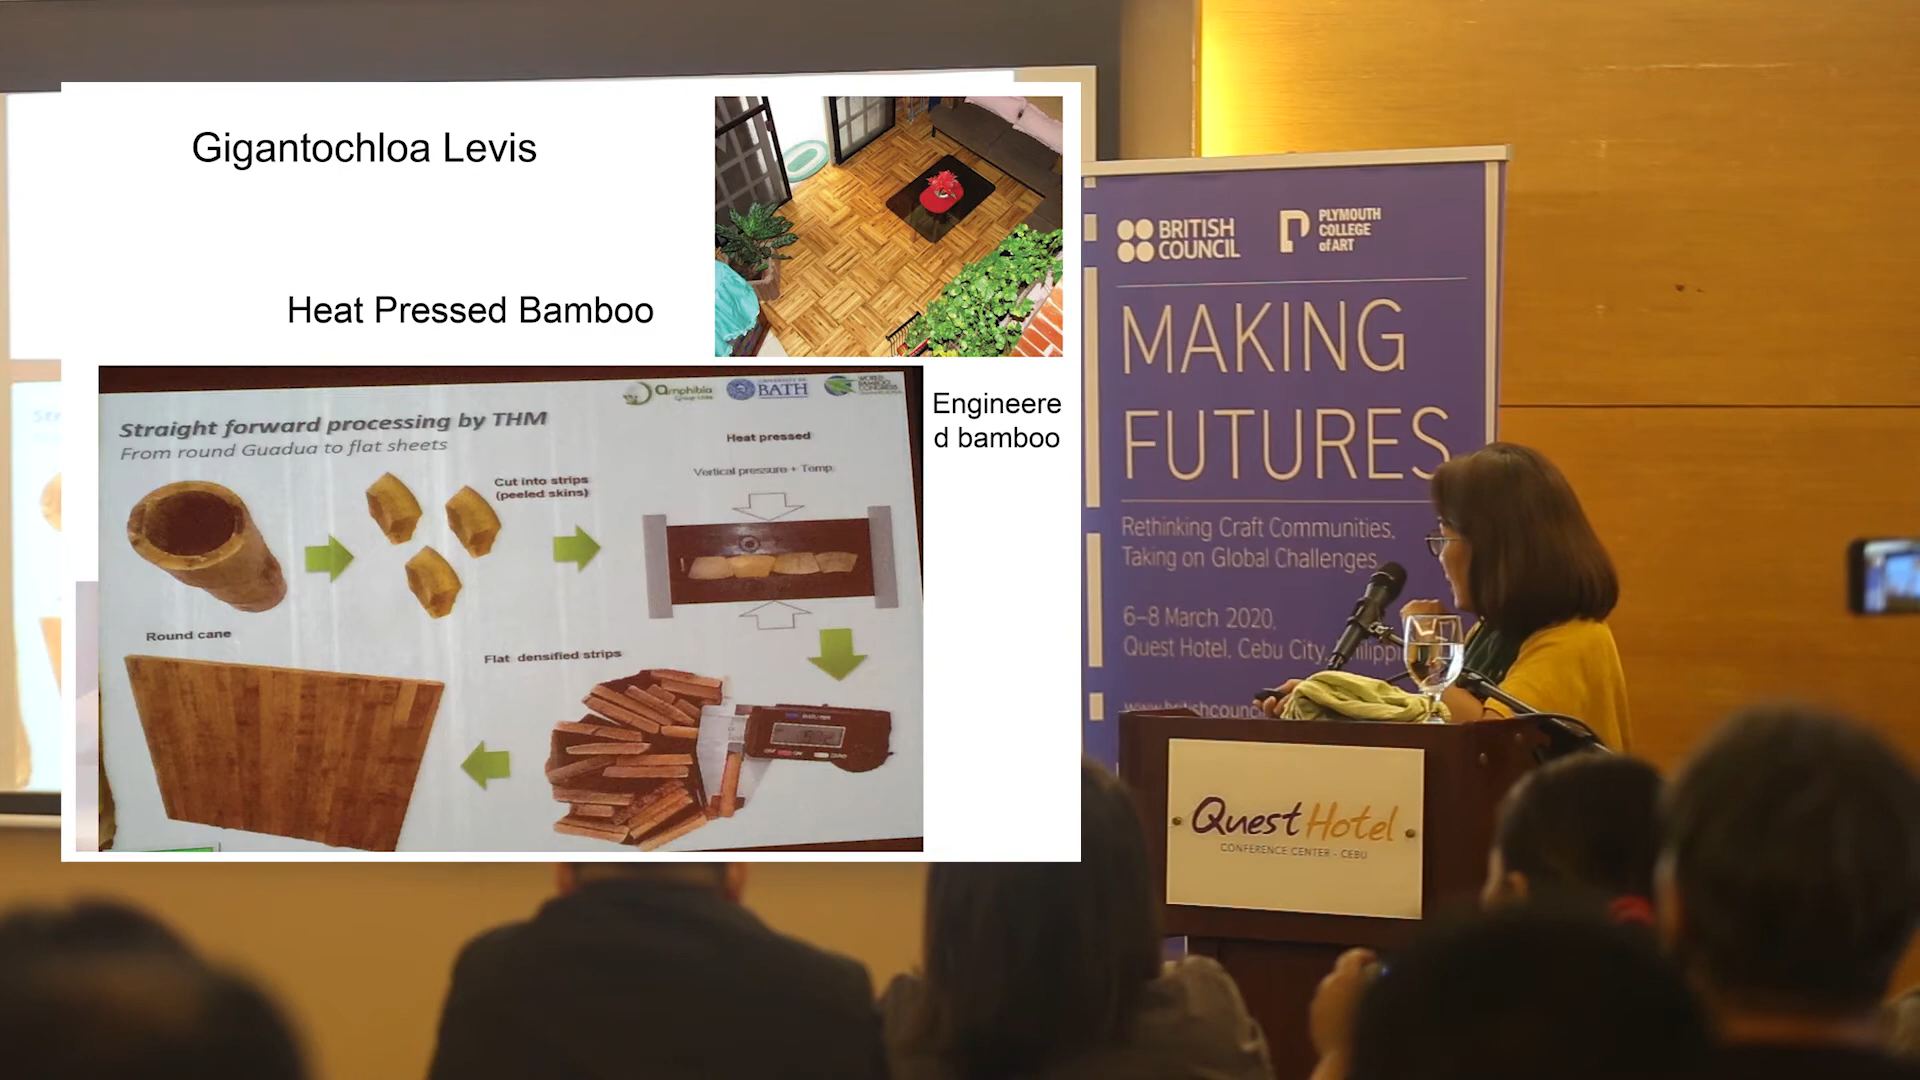 Gigantochloa Levis
Heat Pressed Bamboo
Engineere
d bamboo
amphibia
BATH
Straight forward processing by THM
From round Guadua to flat sheets
Heat pressed
Vertical pressure + Temp.
Cut into strips
(peeled skins)
Round cane
Flat densified strips
BRITISH
COUNCIL
PLYMOUTH
COLLEGE
of ART
MAKING
FUTURES
Rethinking Craft Communities,
Taking on Global Challenges
6–8 March 2020,
Quest Hotel, Cebu City,
Quest Hotel
CONFERENCE CENTER - CEBU